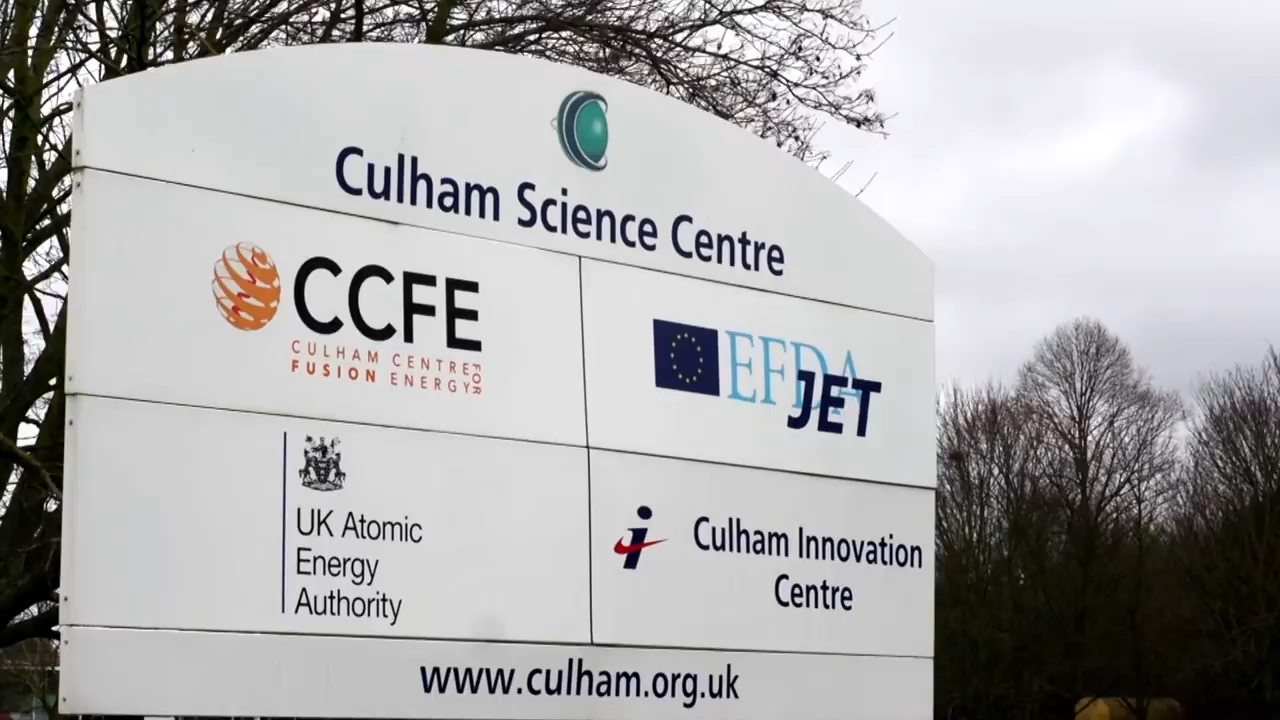 Culham Science Centre
CCFE
CULHAM CENTRE FOR
FUSION ENERGY
EFDA
JET
UK Atomic
Energy
Authority
i
Culham Innovation
Centre
www.culham.org.uk